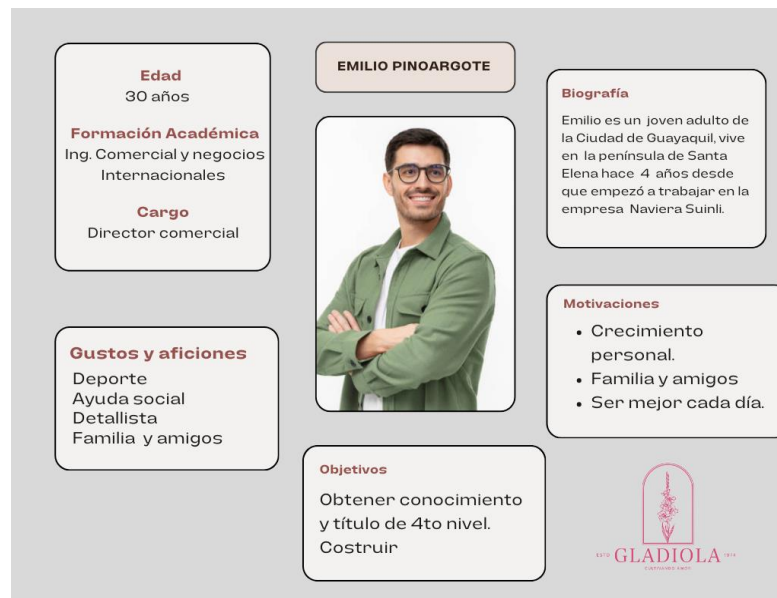 EMILIO PINOARGOTE
Edad
30 años
Formación Académica
Ing. Comercial y negocios
Internacionales
Cargo
Director comercial
Biografía
Emilio es un joven adulto de
la Ciudad de Guayaquil, vive
en la península de Santa
Elena hace 4 años desde
que empezó a trabajar en la
empresa Naviera Suinli.
Gustos y aficiones
Deporte
Ayuda social
Detallista
Familia y amigos
Motivaciones
• Crecimiento
personal.
• Familia y amigos
• Ser mejor cada día.
Objetivos
Obtener conocimiento
y título de 4to nivel.
Costruir
GLADIOLA